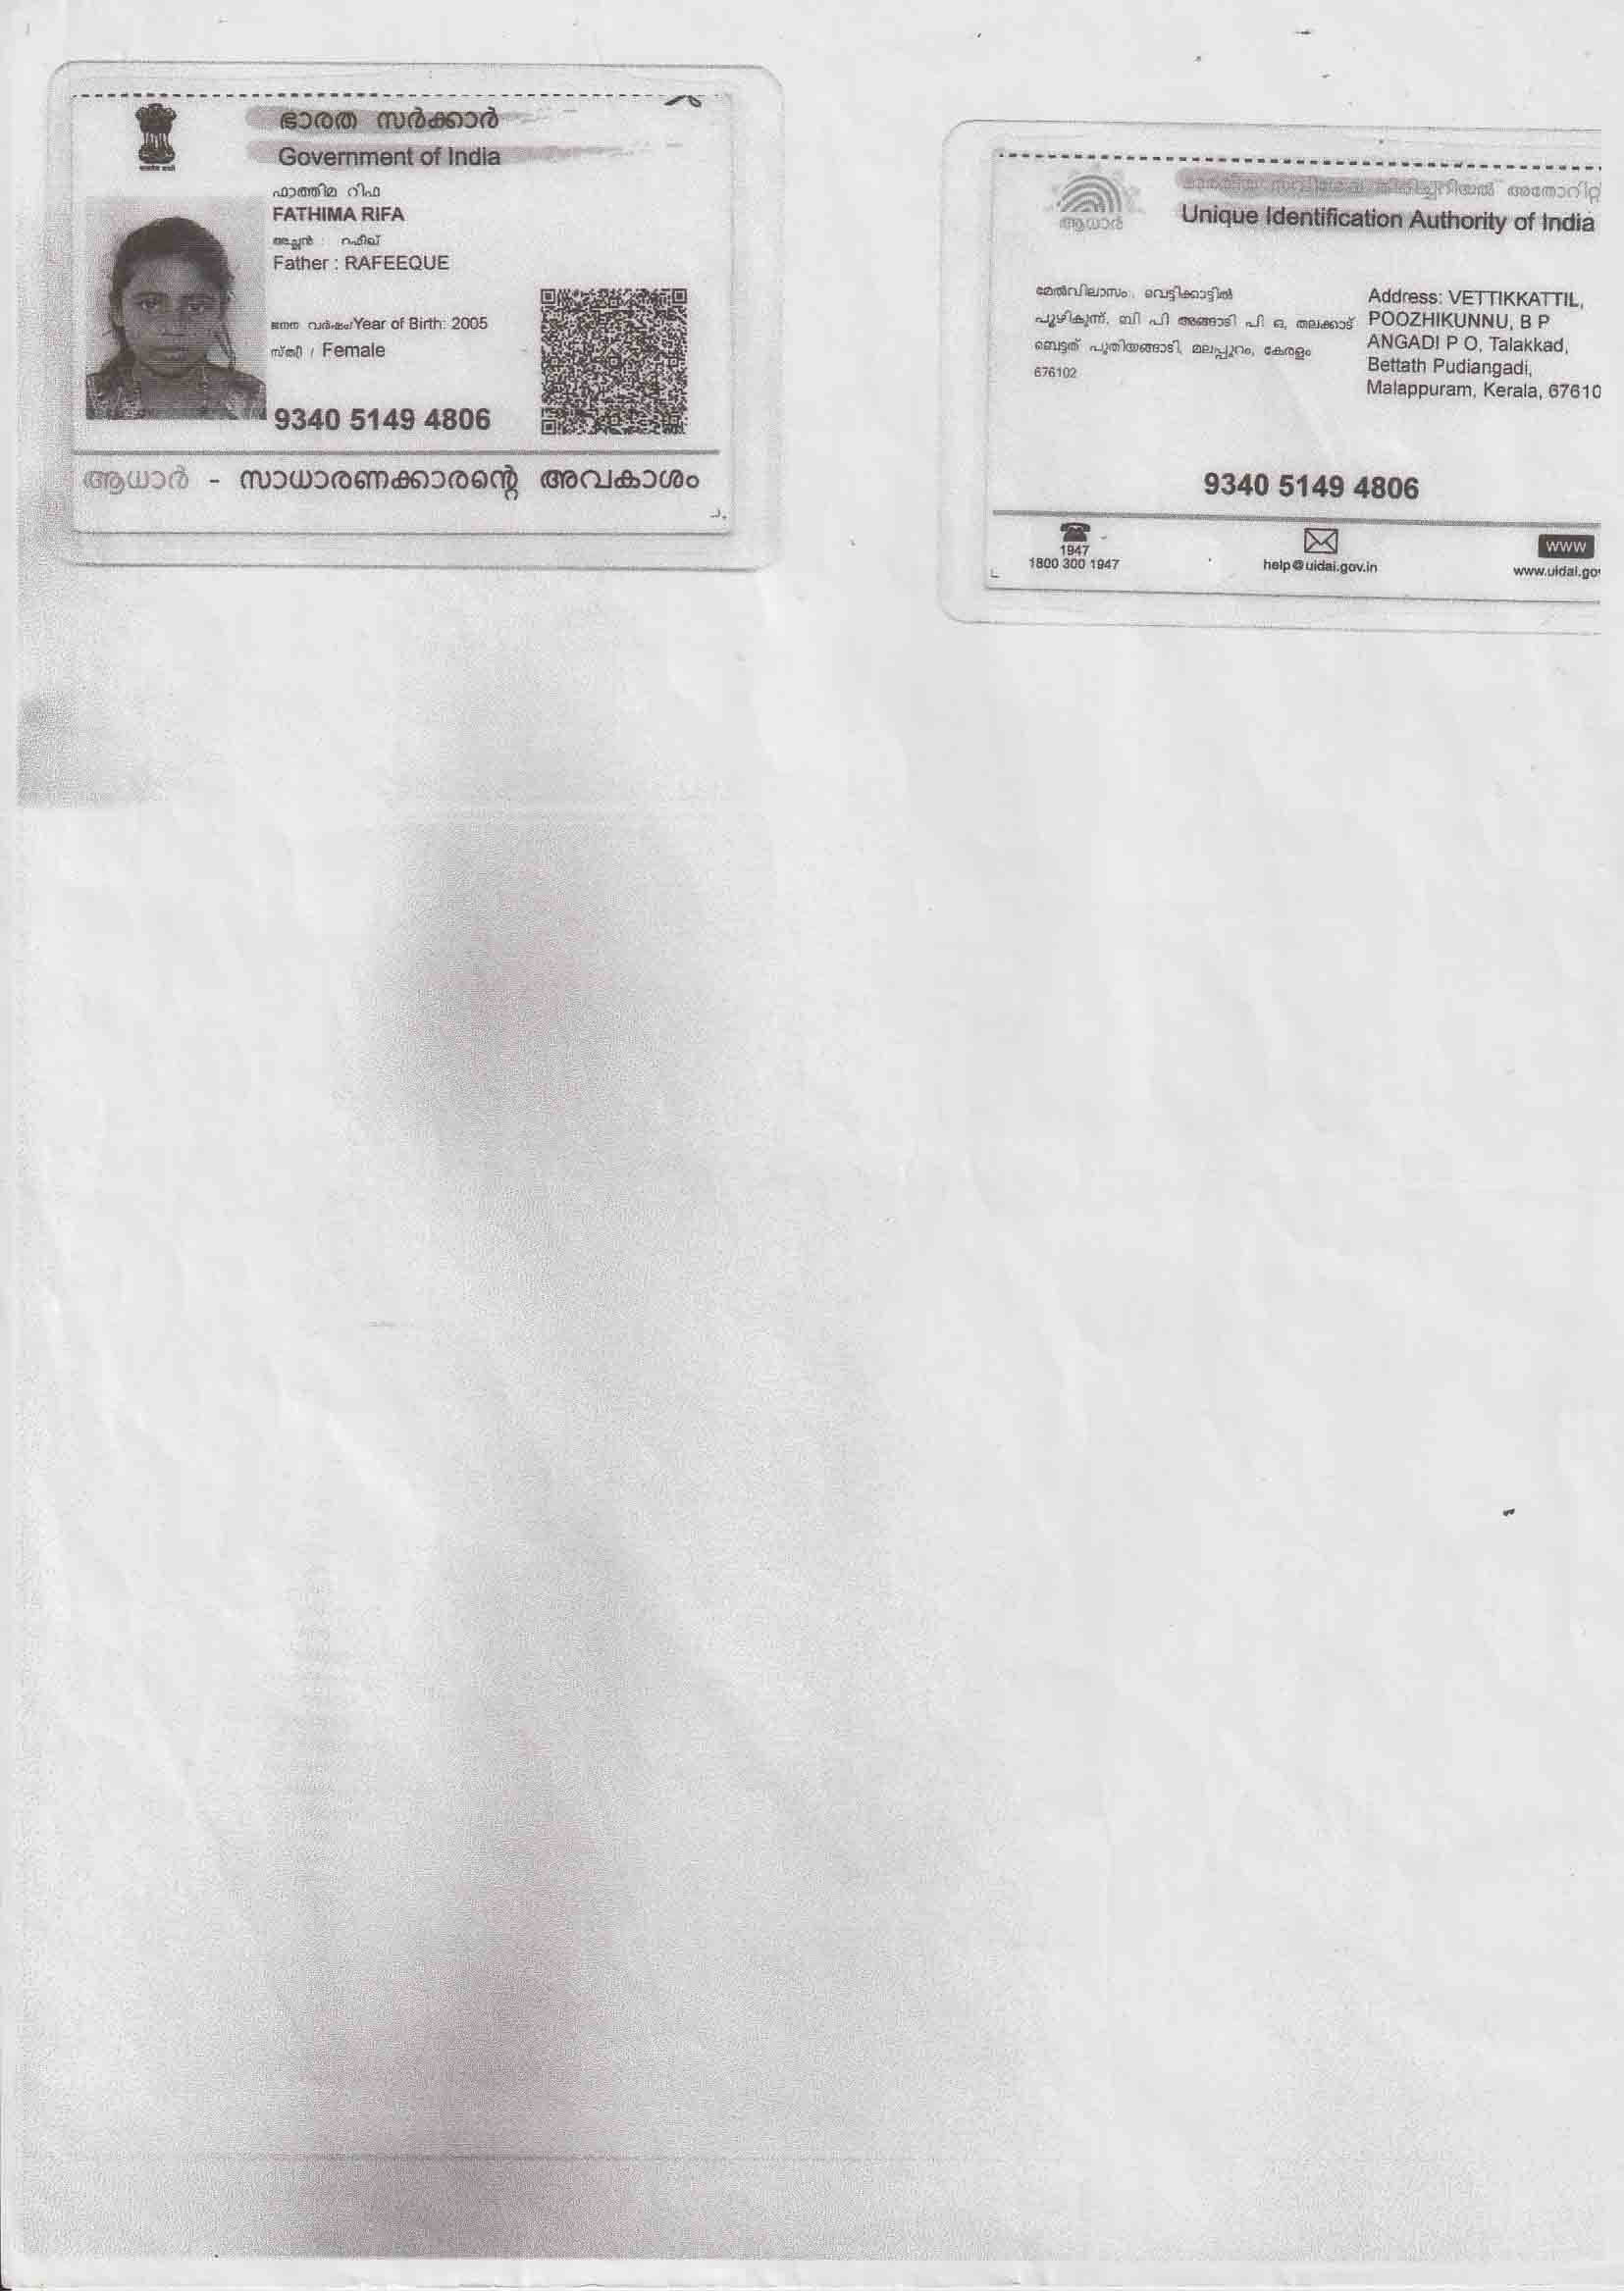 ഭാരത സർക്കാർ
Government of India
ഫാത്തിമ റിഫ
FATHIMA RIFA
അച്ഛൻ : റഫീഖ്
Father : RAFEEQUE
ജനന വർഷം/Year of Birth: 2005
സ്ത്രീ / Female
9340 5149 4806
ആധാർ - സാധാരണക്കാരന്റെ അവകാശം
ആധാർ
അതോറിറ്റി
Unique Identification Authority of India
മേൽവിലാസം: വെട്ടിക്കാട്ടിൽ
പൂഴികുന്ന്, ബി പി അങ്ങാടി പി ഒ, തലക്കാട്
ബെട്ടത് പുതിയങ്ങാടി, മലപ്പുറം, കേരളം
676102
Address: VETTIKKATTIL,
POOZHIKUNNU, B P
ANGADI P O, Talakkad,
Bettath Pudiangadi,
Malappuram, Kerala, 67610
9340 5149 4806
1947
1800 300 1947
help@uidai.gov.in
www
www.uidai.go